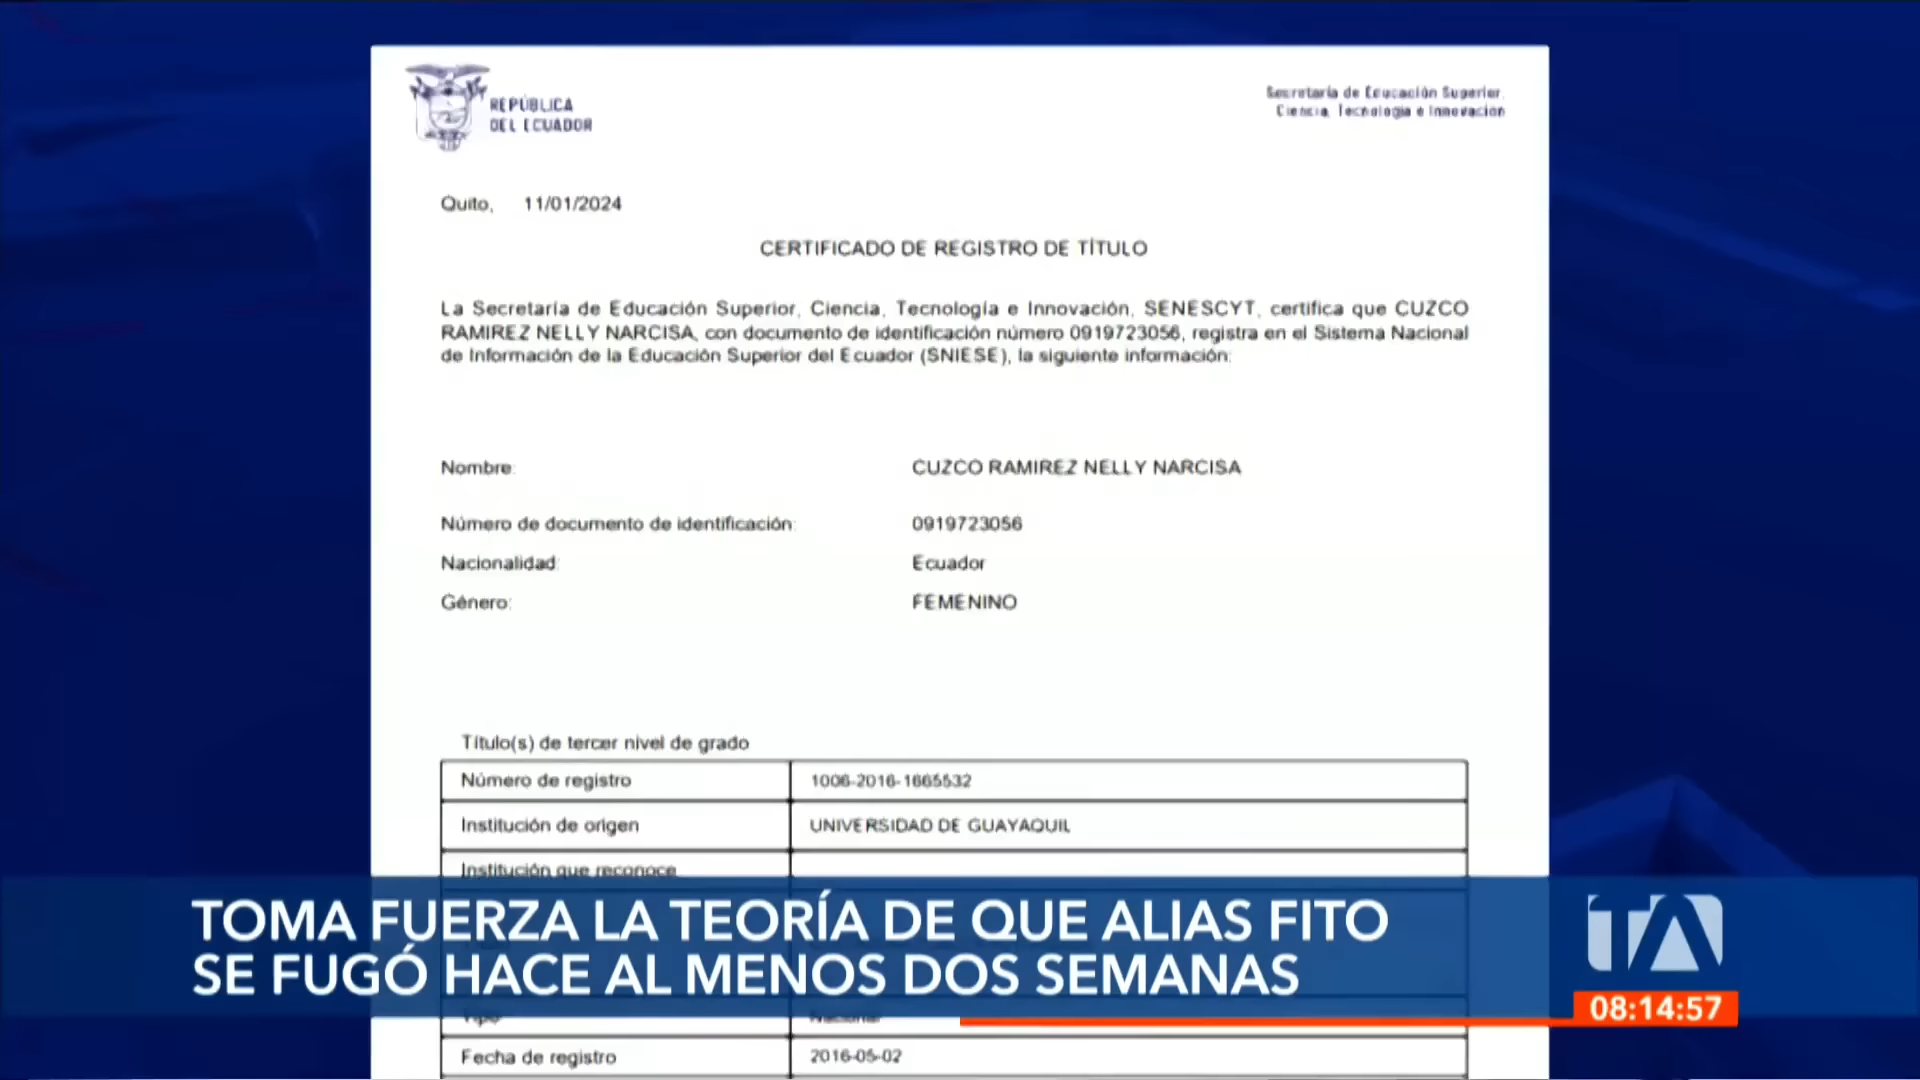 REPÚBLICA
DEL ECUADOR
Secretaría de Educación Superior,
Ciencia, Tecnología e Innovación
Quito, 11/01/2024
CERTIFICADO DE REGISTRO DE TÍTULO
La Secretaría de Educación Superior, Ciencia, Tecnología e Innovación, SENESCYT, certifica que CUZCO
RAMIREZ NELLY NARCISA, con documento de identificación número 0919723056, registra en el Sistema Nacional
de Información de la Educación Superior del Ecuador (SNIESE), la siguiente información:
Nombre: CUZCO RAMIREZ NELLY NARCISA
Número de documento de identificación: 0919723056
Nacionalidad: Ecuador
Género: FEMENINO
Título(s) de tercer nivel de grado
Número de registro 1006-2016-1665532
Institución de origen UNIVERSIDAD DE GUAYAQUIL
Institución que reconoce
TOMA FUERZA LA TEORÍA DE QUE ALIAS FITO
SE FUGÓ HACE AL MENOS DOS SEMANAS
TA
08:14:57
Tipo Nacional
Fecha de registro 2016-05-02